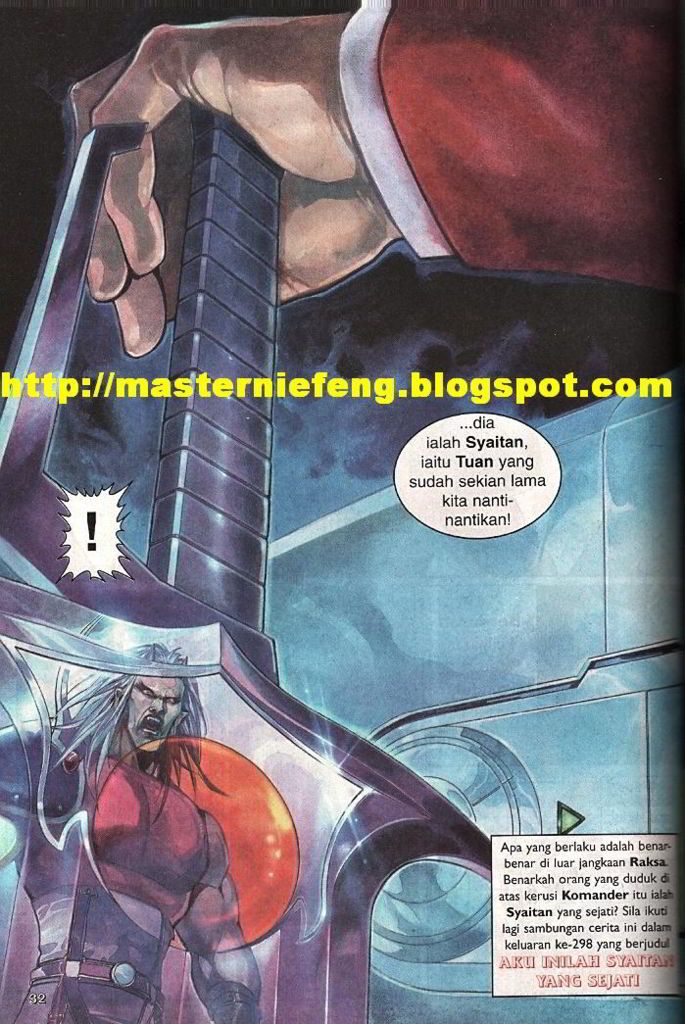 http://masterniefeng.blogspot.com
...dia
ialah Syaitan,
iaitu Tuan yang
sudah sekian lama
kita nanti-
nantikan!
!
Apa yang berlaku adalah benar-
benar di luar jangkaan Raksa.
Benarkah orang yang duduk di
atas kerusi Komander itu ialah
Syaitan yang sejati? Sila ikuti
lagi sambungan cerita ini dalam
keluaran ke-298 yang berjudul
AKU INILAH SYAITAN
YANG SEJATI
32